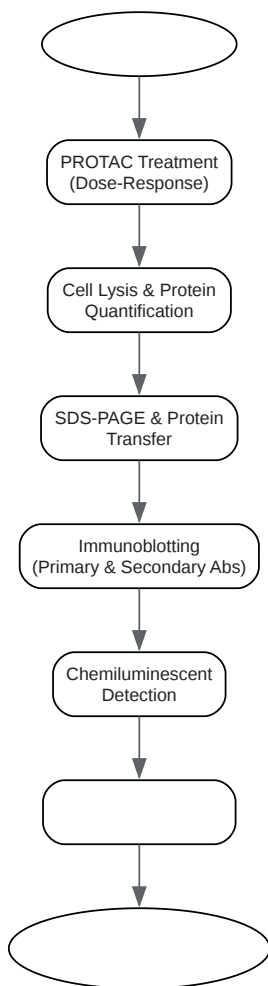 PROTAC Treatment
(Dose-Response)
Cell Lysis & Protein
Quantification
SDS-PAGE & Protein
Transfer
Immunoblotting
(Primary & Secondary Abs)
Chemiluminescent
Detection